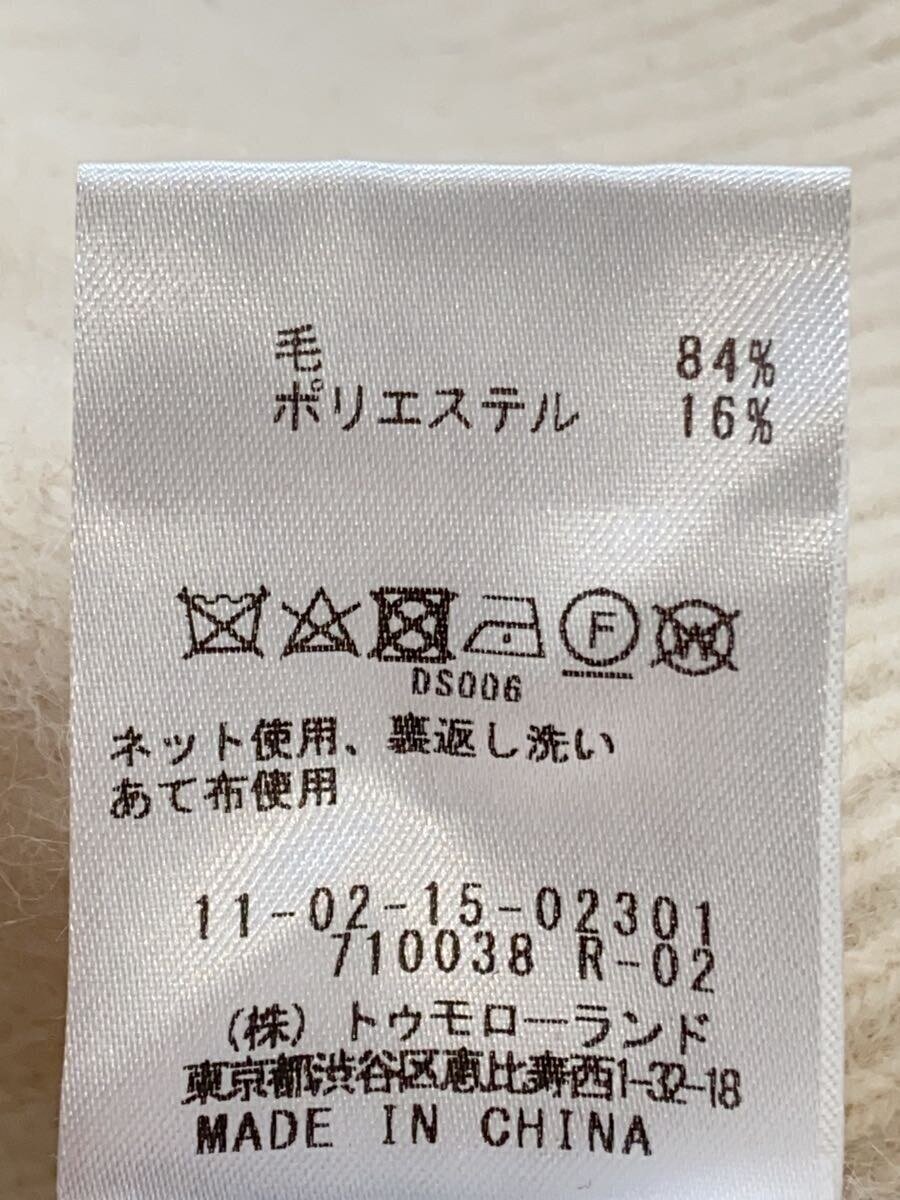 毛 84%
ポリエステル 16%
F W
DS006
ネット使用、裏返し洗い
あて布使用
11-02-15-02301
710038 R-02
(株) トゥモローランド
東京都渋谷区恵比寿西1-32-18
MADE IN CHINA